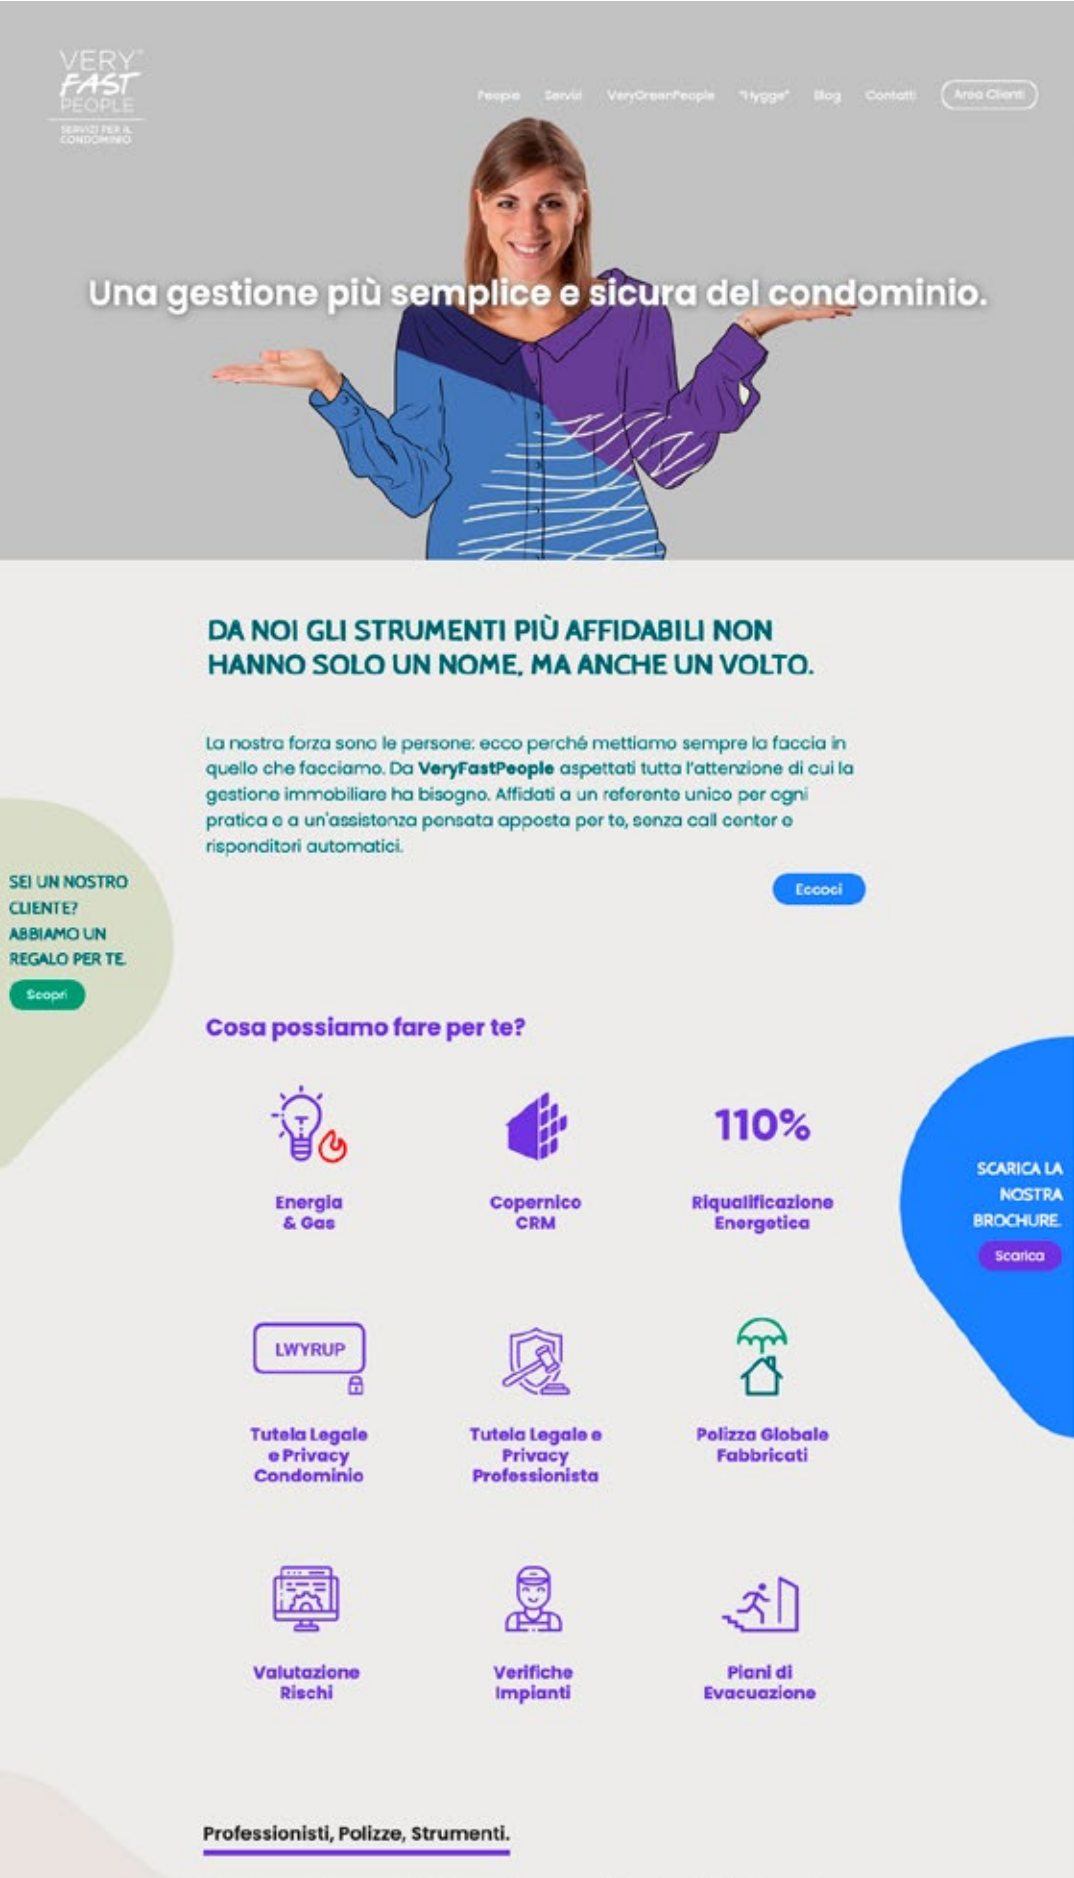 VERY
FAST
PEOPLE
SERVIZI PER IL
CONDOMINIO
People Servizi VeryGreenPeople "Hygge" Blog Contatti Area Clienti
Una gestione più semplice e sicura del condominio.
DA NOI GLI STRUMENTI PIÙ AFFIDABILI NON
HANNO SOLO UN NOME, MA ANCHE UN VOLTO.
La nostra forza sono le persone: ecco perché mettiamo sempre la faccia in
quello che facciamo. Da VeryFastPeople aspettati tutta l'attenzione di cui la
gestione immobiliare ha bisogno. Affidati a un referente unico per ogni
pratica e a un'assistenza pensata apposta per te, senza call center e
risponditori automatici.
Eccoci
SEI UN NOSTRO
CLIENTE?
ABBIAMO UN
REGALO PER TE.
Scopri
Cosa possiamo fare per te?
110%
Energia
& Gas
Copernico
CRM
Riqualificazione
Energetica
SCARICA LA
NOSTRA
BROCHURE.
Scarica
LWYRUP
Tutela Legale
e Privacy
Condominio
Tutela Legale e
Privacy
Professionista
Polizza Globale
Fabbricati
Valutazione
Rischi
Verifiche
Impianti
Piani di
Evacuazione
Professionisti, Polizze, Strumenti.